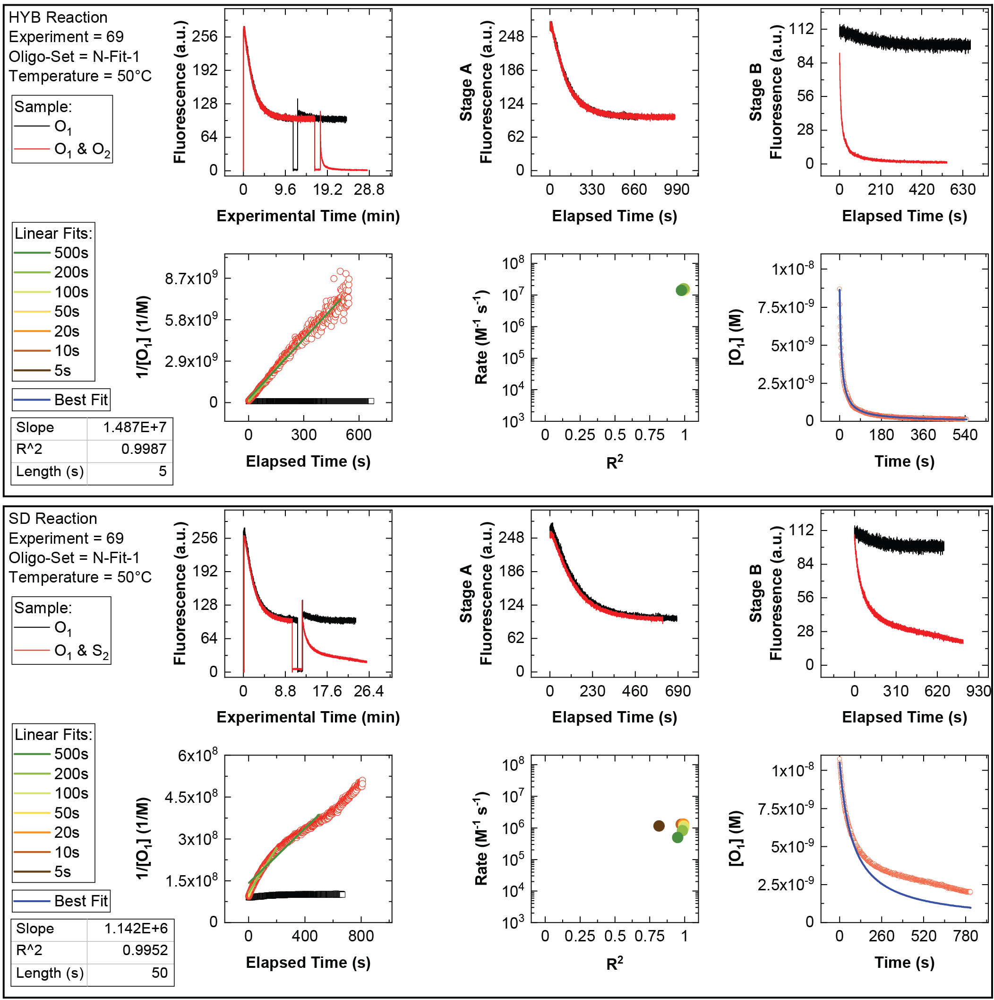 HYB Reaction
Experiment = 69
Oligo-Set = N-Fit-1
Temperature = 50°C
Sample:
O1
O1 & O2
Fluorescence (a.u.)
256
192
128
64
0
0 9.6 19.2 28.8
Experimental Time (min)
Stage A
Fluorescence (a.u.)
248
186
124
62
0
0 330 660 990
Elapsed Time (s)
Stage B
Fluoresence (a.u.)
112
84
56
28
0
0 210 420 630
Elapsed Time (s)
Linear Fits:
500s
200s
100s
50s
20s
10s
5s
Best Fit
Slope 1.487E+7
R^2 0.9987
Length (s) 5
1/[O1] (1/M)
8.7x10^9
5.8x10^9
2.9x10^9
0
0 300 600
Elapsed Time (s)
Rate (M^-1 s^-1)
10^8
10^7
10^6
10^5
10^4
10^3
0 0.25 0.5 0.75 1
R^2
[O1] (M)
1x10^-8
7.5x10^-9
5x10^-9
2.5x10^-9
0
0 180 360 540
Time (s)
SD Reaction
Experiment = 69
Oligo-Set = N-Fit-1
Temperature = 50°C
Sample:
O1
O1 & S2
Fluorescence (a.u.)
256
192
128
64
0
0 8.8 17.6 26.4
Experimental Time (min)
Stage A
Fluorescence (a.u.)
248
186
124
62
0
0 230 460 690
Elapsed Time (s)
Stage B
Fluoresence (a.u.)
112
84
56
28
0
0 310 620 930
Elapsed Time (s)
Linear Fits:
500s
200s
100s
50s
20s
10s
5s
Best Fit
Slope 1.142E+6
R^2 0.9952
Length (s) 50
1/[O1] (1/M)
6x10^8
4.5x10^8
3x10^8
1.5x10^8
0
0 400 800
Elapsed Time (s)
Rate (M^-1 s^-1)
10^8
10^7
10^6
10^5
10^4
10^3
0 0.25 0.5 0.75 1
R^2
[O1] (M)
1x10^-8
7.5x10^-9
5x10^-9
2.5x10^-9
0
0 260 520 780
Time (s)